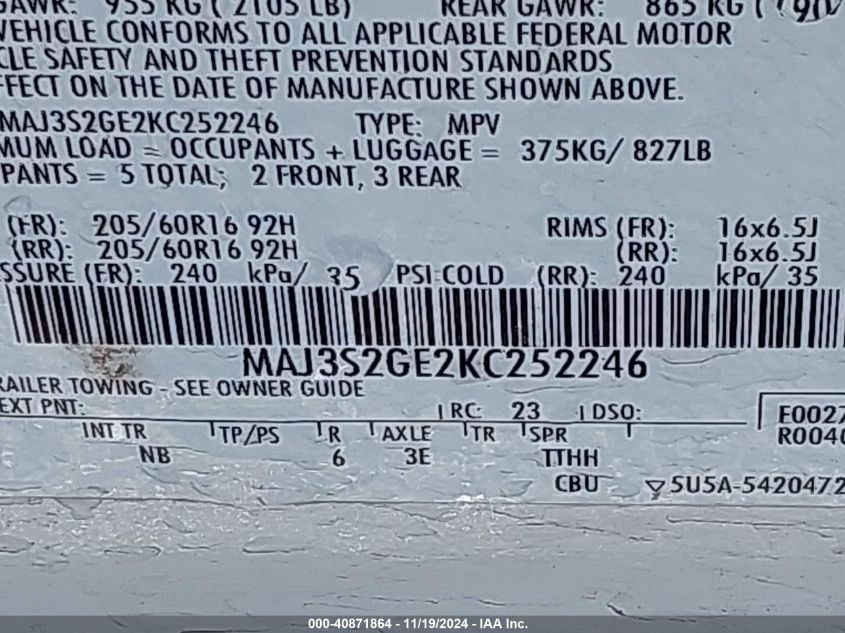 GAWR: 955 KG ( 2105 LB) REAR GAWR: 865 KG (
VEHICLE CONFORMS TO ALL APPLICABLE FEDERAL MOTOR
CLE SAFETY AND THEFT PREVENTION STANDARDS
FFECT ON THE DATE OF MANUFACTURE SHOWN ABOVE.
MAJ3S2GE2KC252246 TYPE: MPV
MUM LOAD = OCCUPANTS + LUGGAGE = 375KG/ 827LB
PANTS = 5 TOTAL; 2 FRONT, 3 REAR
(FR): 205/60R16 92H RIMS (FR): 16x6.5J
(RR): 205/60R16 92H (RR): 16x6.5J
SSURE (FR): 240 kPa/ 35 PSI COLD (RR): 240 kPa/ 35
MAJ3S2GE2KC252246
RAILER TOWING - SEE OWNER GUIDE
EXT PNT: RC: 23 DSO:
INT TR TP/PS R AXLE TR SPR E0027
NB 6 3E TTHH R0040
CBU 5U5A-5420472
000-40871864 - 11/19/2024 - IAA Inc.